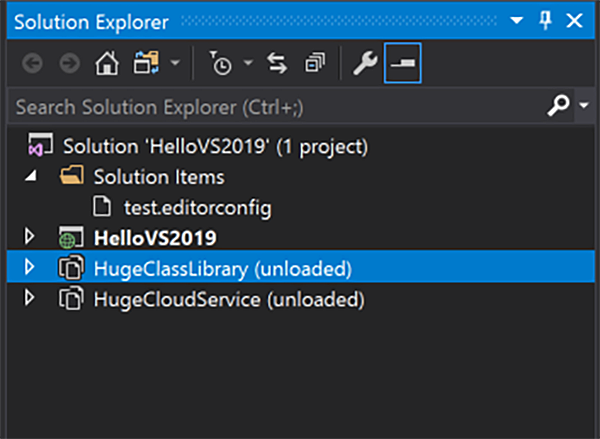 Solution Explorer
Search Solution Explorer (Ctrl+;)
Solution 'HelloVS2019' (1 project)
Solution Items
test.editorconfig
HelloVS2019
HugeClassLibrary (unloaded)
HugeCloudService (unloaded)